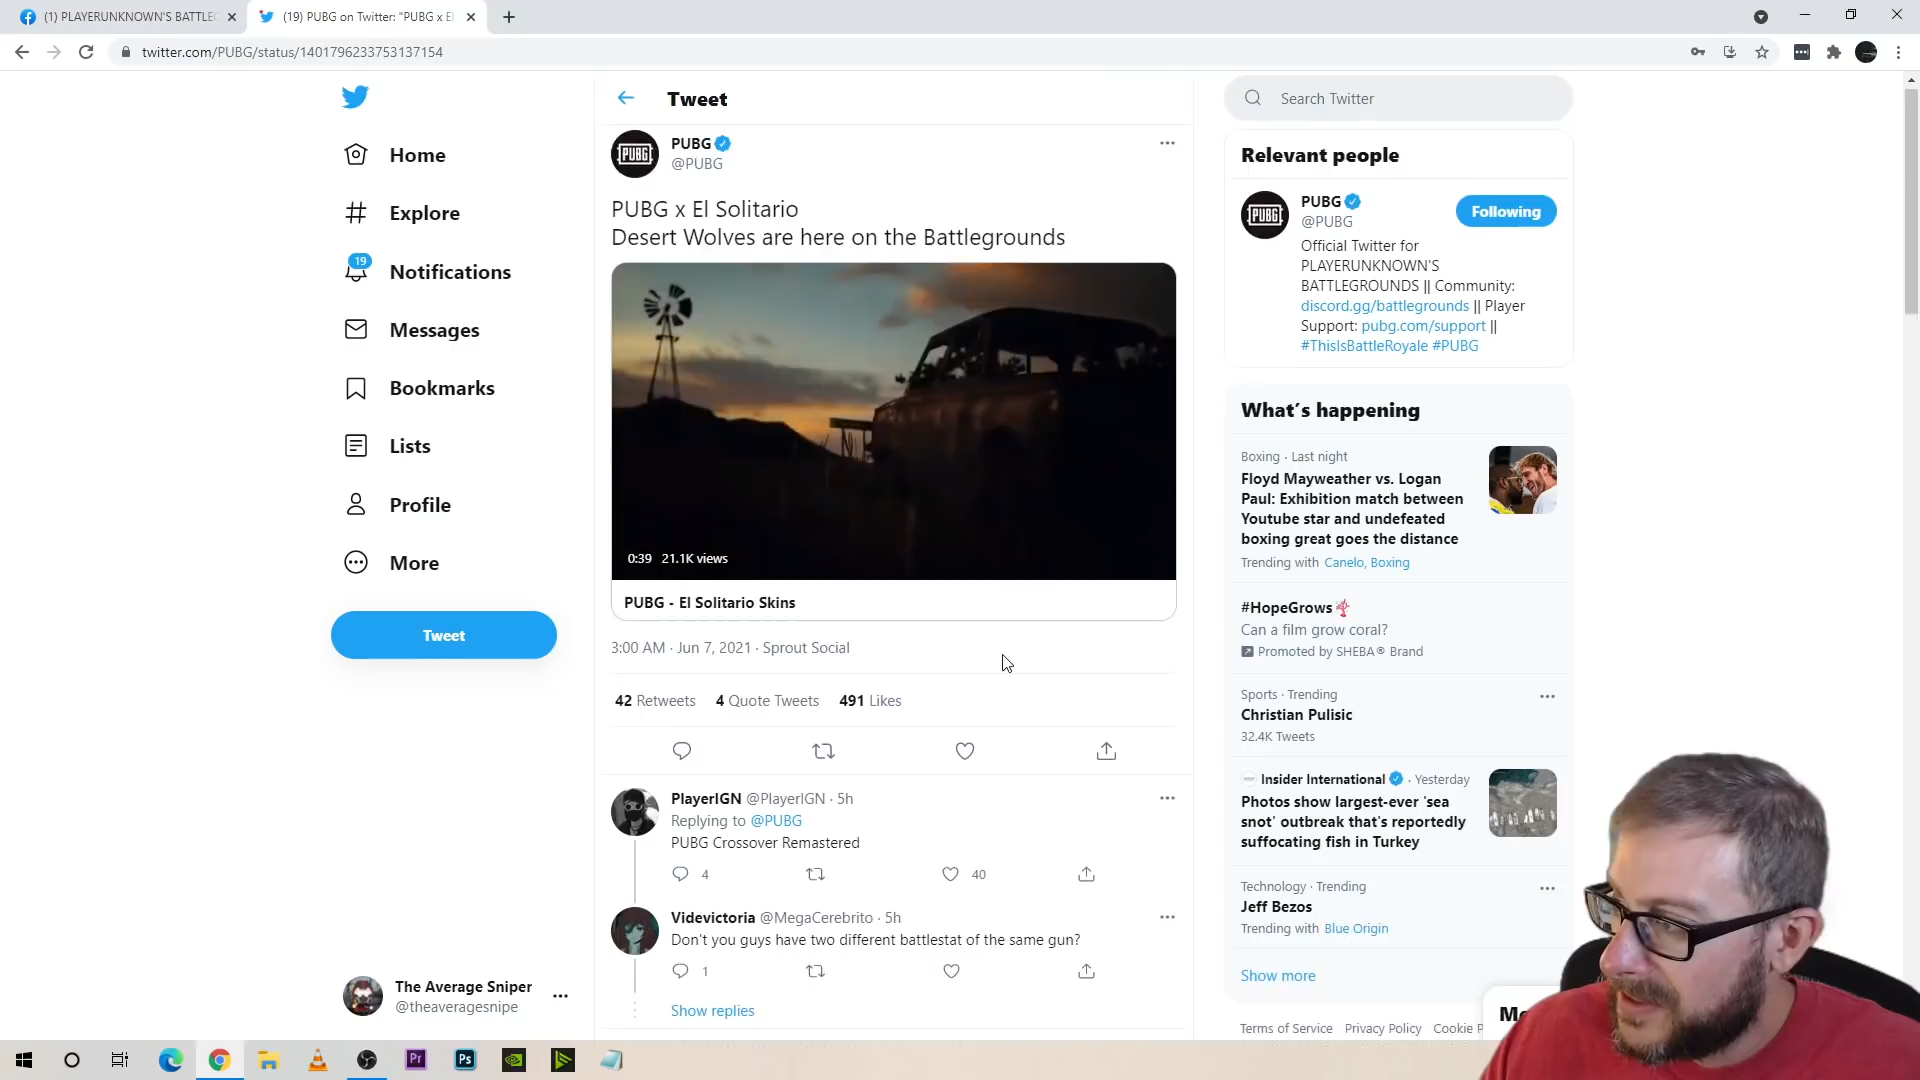 (1) PLAYERUNKNOWN'S BATTLEG
(19) PUBG on Twitter: "PUBG x El
twitter.com/PUBG/status/1401796233753137154
Home
Explore
19
Notifications
Messages
Bookmarks
Lists
Profile
More
Tweet
The Average Sniper
@theaveragesnipe
Tweet
PUBG
PUBG
@PUBG
PUBG x El Solitario
Desert Wolves are here on the Battlegrounds
0:39 21.1K views
PUBG - El Solitario Skins
3:00 AM · Jun 7, 2021 · Sprout Social
42 Retweets 4 Quote Tweets 491 Likes
PlayerIGN @PlayerIGN · 5h
Replying to @PUBG
PUBG Crossover Remastered
4 40
Videvictoria @MegaCerebrito · 5h
Don't you guys have two different battlestat of the same gun?
1
Show replies
Search Twitter
Relevant people
PUBG
PUBG
@PUBG
Following
Official Twitter for
PLAYERUNKNOWN'S
BATTLEGROUNDS || Community:
discord.gg/battlegrounds || Player
Support: pubg.com/support ||
#ThisIsBattleRoyale #PUBG
What's happening
Boxing · Last night
Floyd Mayweather vs. Logan
Paul: Exhibition match between
Youtube star and undefeated
boxing great goes the distance
Trending with Canelo, Boxing
#HopeGrows
Can a film grow coral?
Promoted by SHEBA® Brand
Sports · Trending
Christian Pulisic
32.4K Tweets
Insider International · Yesterday
Photos show largest-ever 'sea
snot' outbreak that's reportedly
suffocating fish in Turkey
Technology · Trending
Jeff Bezos
Trending with Blue Origin
Show more
Terms of Service Privacy Policy Cookie P
Me
Pr
Ps